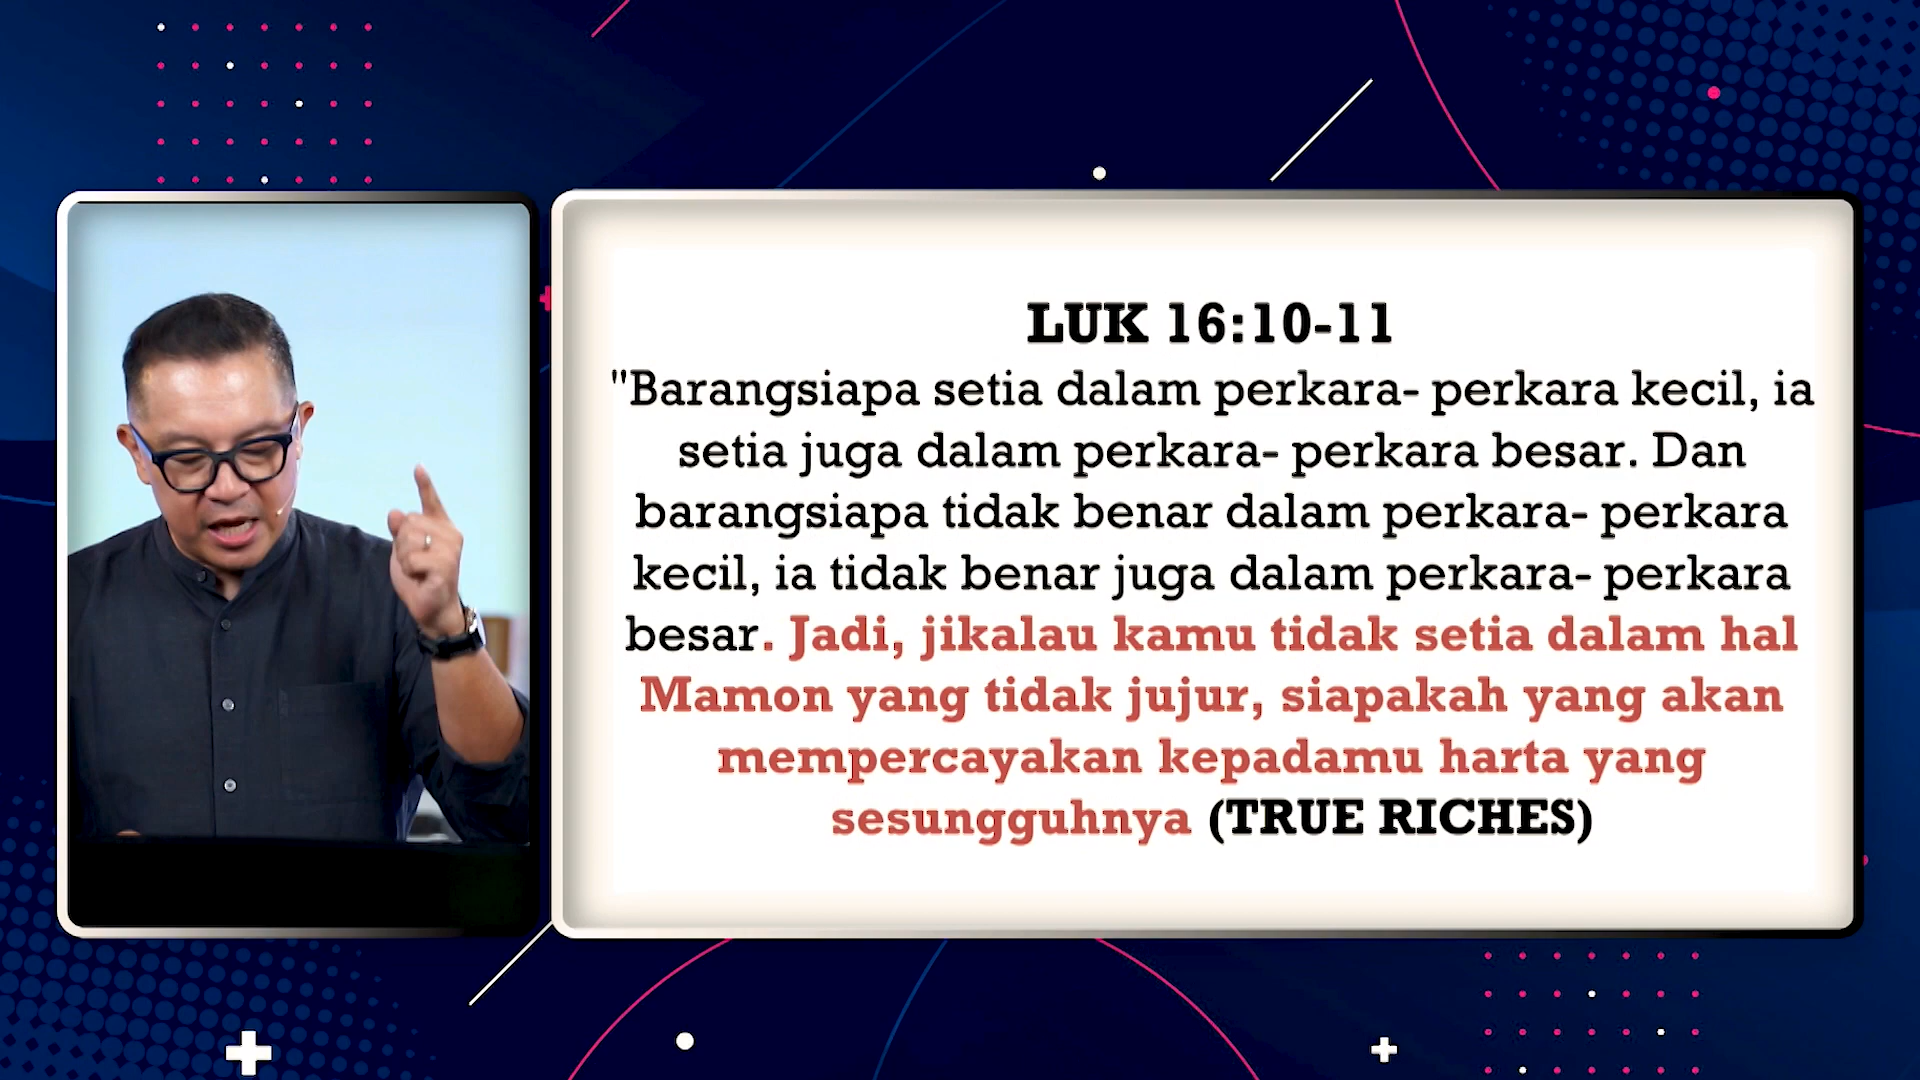 LUK 16:10-11
"Barangsiapa setia dalam perkara- perkara kecil, ia
setia juga dalam perkara- perkara besar. Dan
barangsiapa tidak benar dalam perkara- perkara
kecil, ia tidak benar juga dalam perkara- perkara
besar. Jadi, jikalau kamu tidak setia dalam hal
Mamon yang tidak jujur, siapakah yang akan
mempercayakan kepadamu harta yang
sesungguhnya (TRUE RICHES)